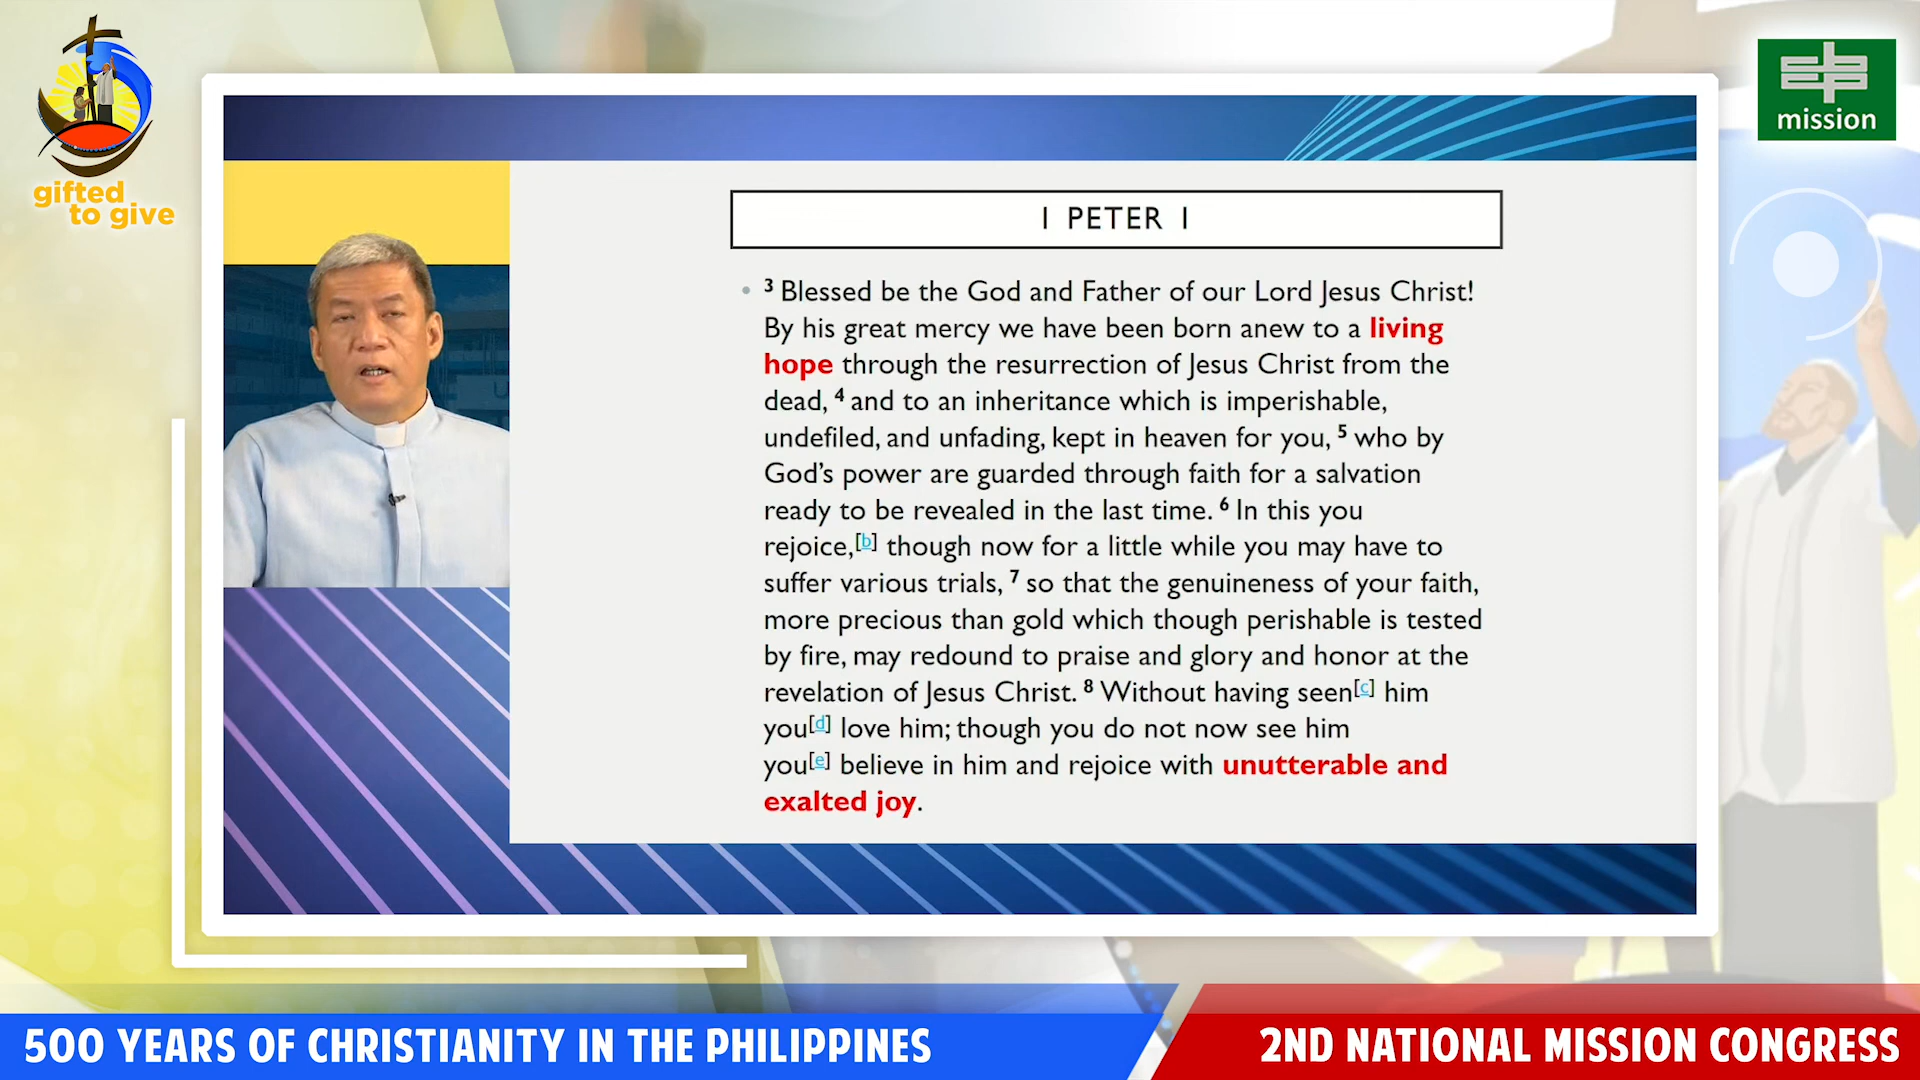 gifted
to give
mission
1 PETER 1
• ³ Blessed be the God and Father of our Lord Jesus Christ!
By his great mercy we have been born anew to a living
hope through the resurrection of Jesus Christ from the
dead, ⁴ and to an inheritance which is imperishable,
undefiled, and unfading, kept in heaven for you, ⁵ who by
God’s power are guarded through faith for a salvation
ready to be revealed in the last time. ⁶ In this you
rejoice,[b] though now for a little while you may have to
suffer various trials, ⁷ so that the genuineness of your faith,
more precious than gold which though perishable is tested
by fire, may redound to praise and glory and honor at the
revelation of Jesus Christ. ⁸ Without having seen[c] him
you[d] love him; though you do not now see him
you[e] believe in him and rejoice with unutterable and
exalted joy.
500 YEARS OF CHRISTIANITY IN THE PHILIPPINES
2ND NATIONAL MISSION CONGRESS